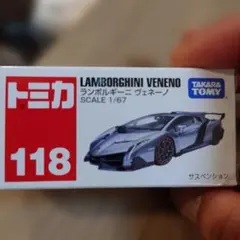 トミカ
118
LAMBORGHINI VENENO
ランボルギーニ ヴェネーノ
SCALE 1/67
TAKARA
TOMY
サスペンション